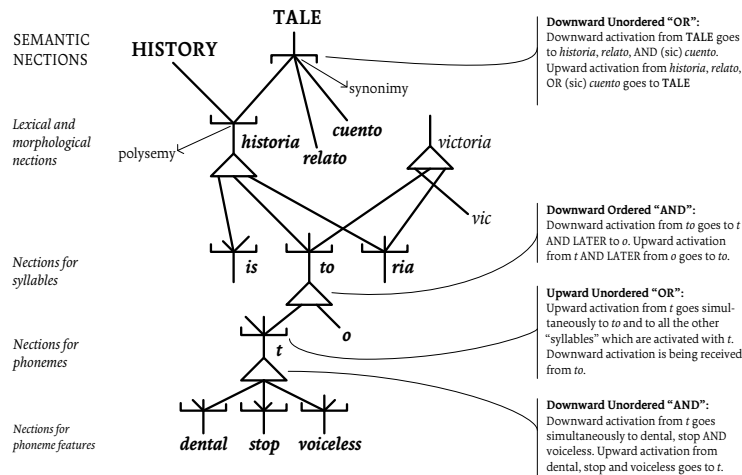 SEMANTIC
NECTIONS
TALE
HISTORY
synonimy
Lexical and
morphological
nections
polysemy
historia
cuento
relato
victoria
vic
is
to
ria
Nections for
syllables
o
Nections for
phonemes
t
Nections for
phoneme features
dental
stop
voiceless
Downward Unordered “OR”:
Downward activation from TALE goes
to historia, relato, AND (sic) cuento.
Upward activation from historia, relato,
OR (sic) cuento goes to TALE
Downward Ordered “AND”:
Downward activation from to goes to t
AND LATER to o. Upward activation
from t AND LATER from o goes to to.
Upward Unordered “OR”:
Upward activation from t goes simul-
taneously to to and to all the other
“syllables” which are activated with t.
Downward activation is being received
from to.
Downward Unordered “AND”:
Downward activation from t goes
simultaneously to dental, stop AND
voiceless. Upward activation from
dental, stop and voiceless goes to t.